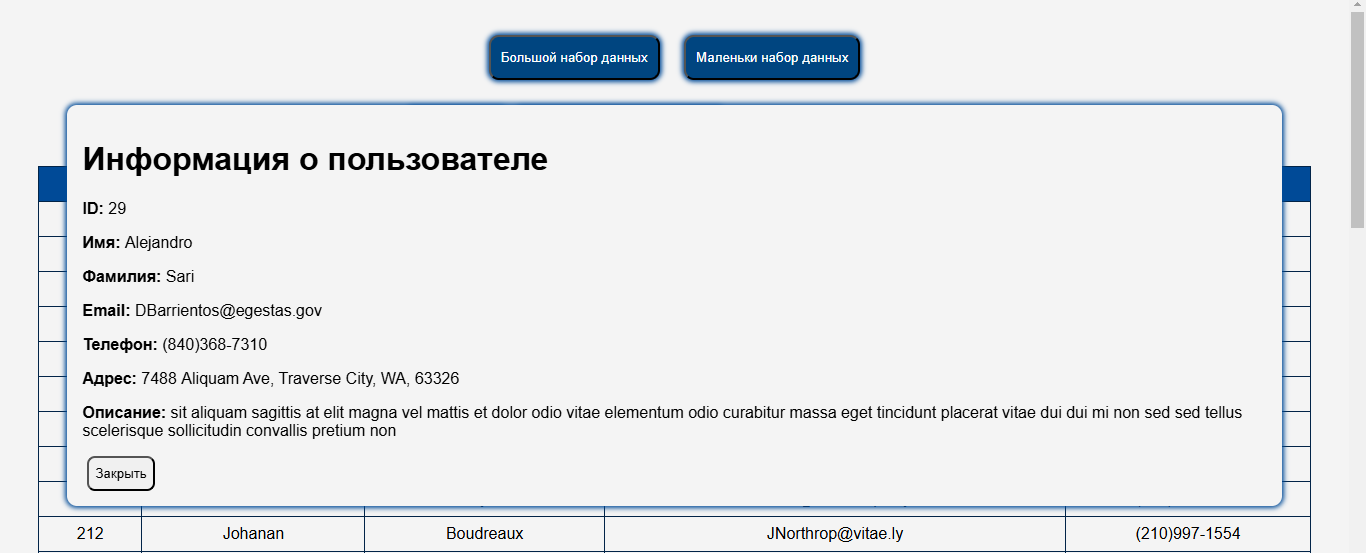 Большой набор данных Маленьки набор данных
Информация о пользователе
ID: 29
Имя: Alejandro
Фамилия: Sari
Email: DBarrientos@egestas.gov
Телефон: (840)368-7310
Адрес: 7488 Aliquam Ave, Traverse City, WA, 63326
Описание: sit aliquam sagittis at elit magna vel mattis et dolor odio vitae elementum odio curabitur massa eget tincidunt placerat vitae dui dui mi non sed sed tellus
scelerisque sollicitudin convallis pretium non
Закрыть
212 Johanan Boudreaux JNorthrop@vitae.ly (210)997-1554